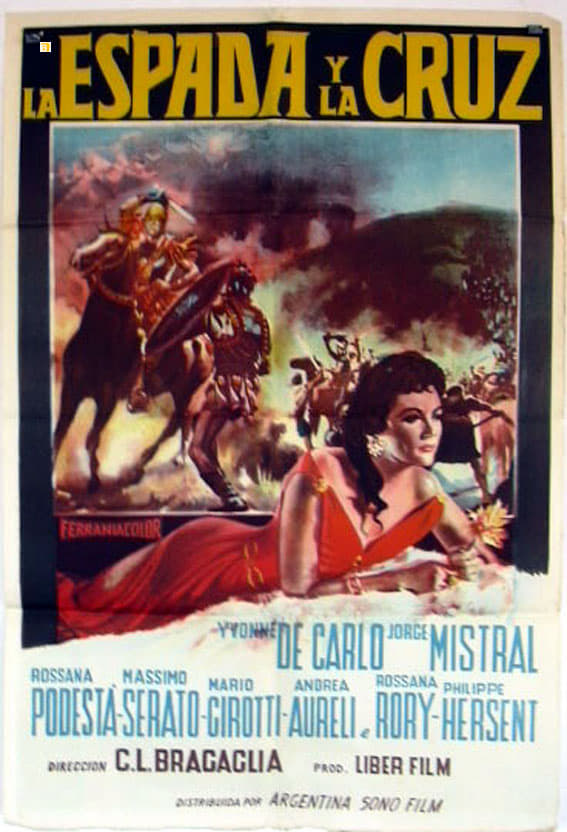 LA ESPADA Y LA CRUZ
FERRANIACOLOR
YVONNE DE CARLO JORGE MISTRAL
ROSSANA PODESTÀ-MASSIMO SERATO-MARIO GIROTTI-ANDREA AURELI e ROSSANA RORY-PHILIPPE HERSENT
DIRECCION C.L. BRAGAGLIA PROD. LIBER FILM
DISTRIBUIDA POR ARGENTINA SONO FILM